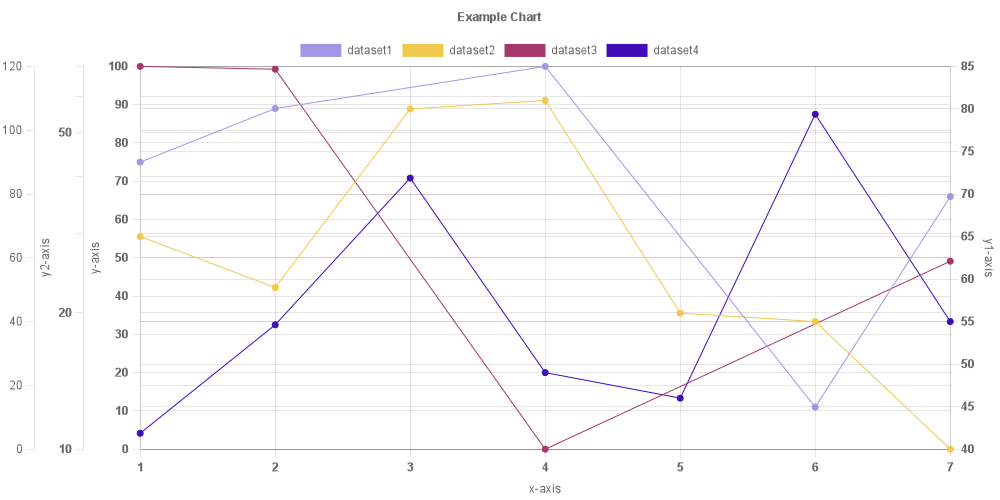 Example Chart
dataset1 dataset2 dataset3 dataset4
120 100 85
90 80
100 50 80 75
80 70 70
y2-axis y-axis 60 65 y1-axis
60 50 60
40 20 40 55
30
20 20 50
10 45
0 10 0 40
1 2 3 4 5 6 7
x-axis